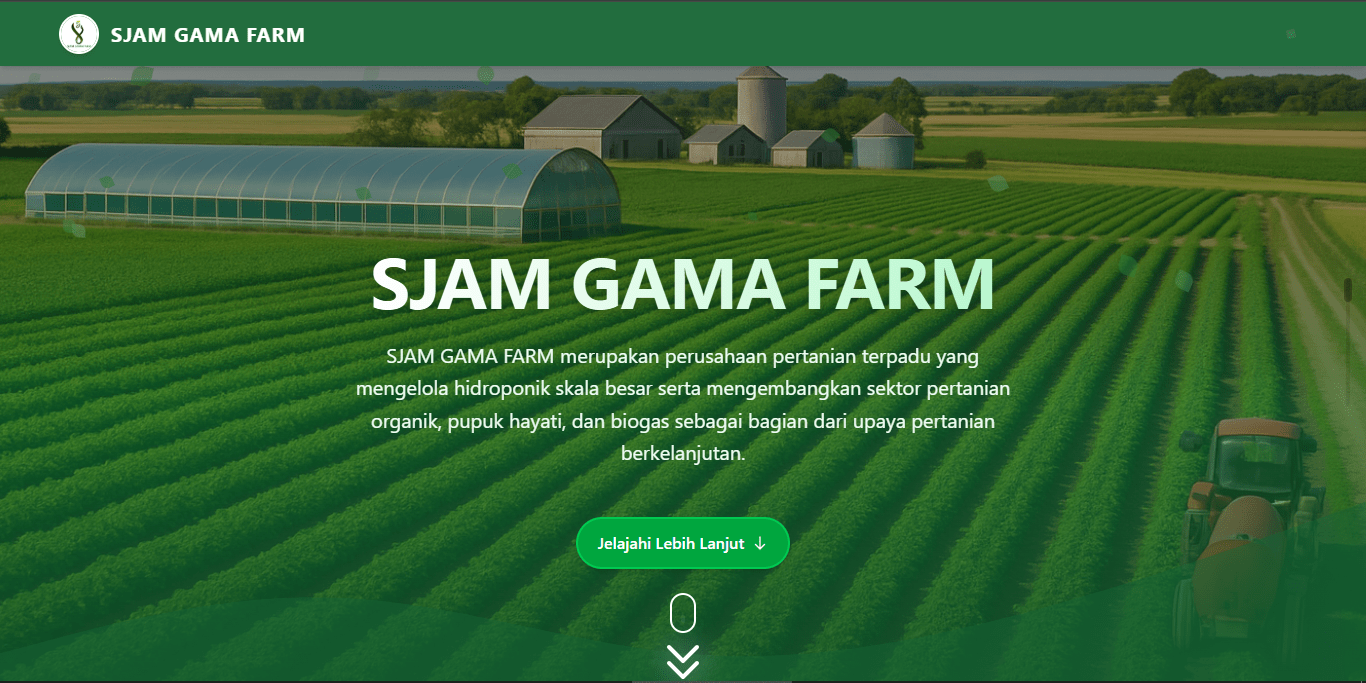 SJAM GAMA FARM
SJAM GAMA FARM
SJAM GAMA FARM merupakan perusahaan pertanian terpadu yang
mengelola hidroponik skala besar serta mengembangkan sektor pertanian
organik, pupuk hayati, dan biogas sebagai bagian dari upaya pertanian
berkelanjutan.
Jelajahi Lebih Lanjut ↓